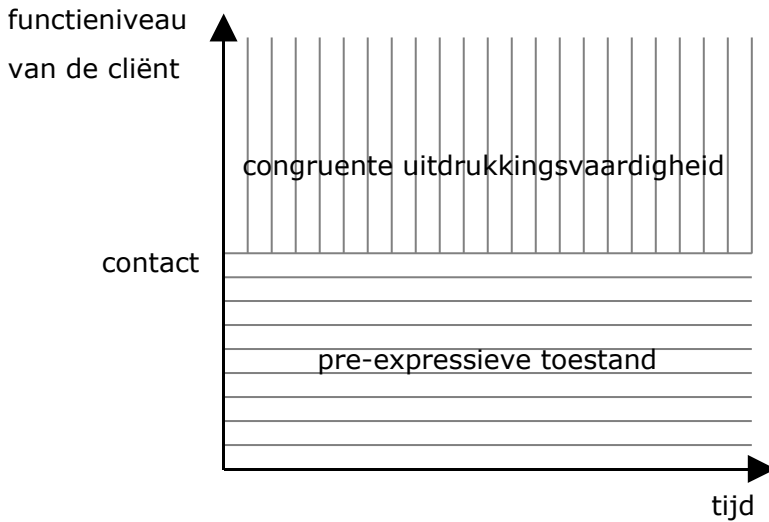 functieniveau
van de cliënt
congruente uitdrukkingsvaardigheid
contact
pre-expressieve toestand
tijd